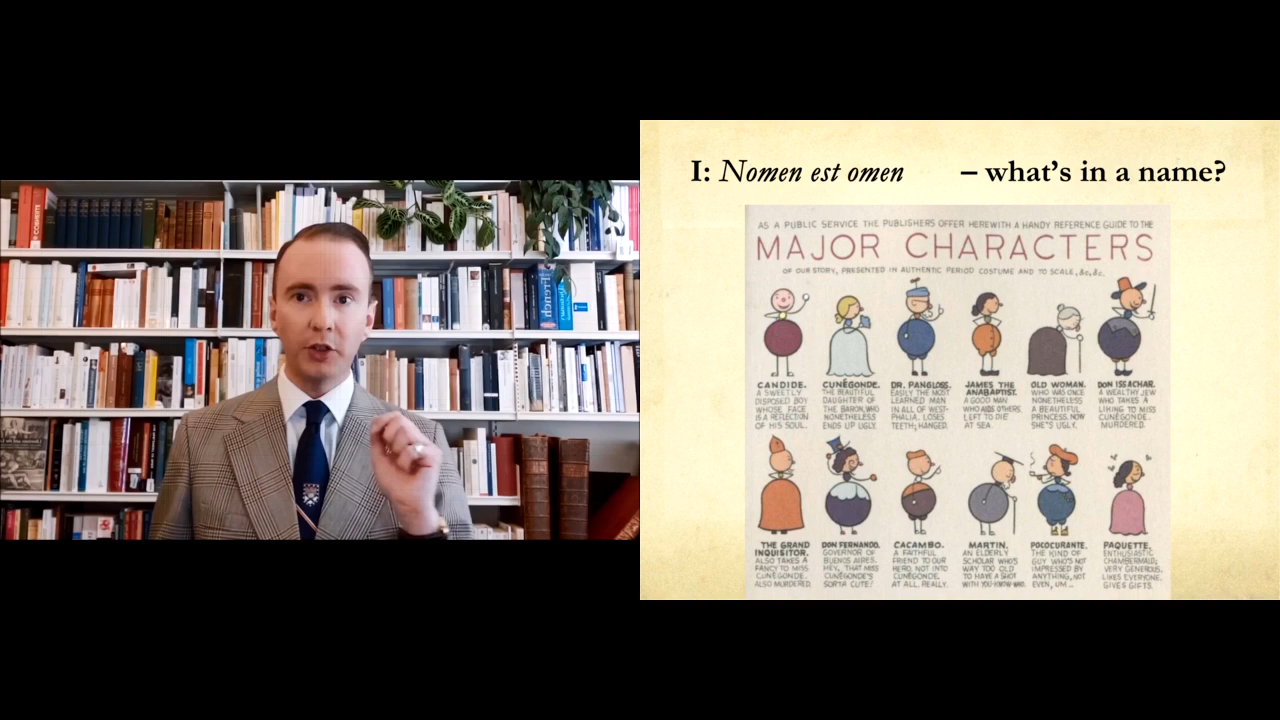 I: Nomen est omen – what's in a name?
AS A PUBLIC SERVICE THE PUBLISHERS OFFER HEREWITH A HANDY REFERENCE GUIDE TO THE
MAJOR CHARACTERS
OF OUR STORY, PRESENTED IN AUTHENTIC PERIOD COSTUME AND TO SCALE, &c, &c.
CANDIDE.
A SWEETLY
DISPOSED BOY
WHOSE FACE
IS A REFLECTION
OF HIS SOUL.
CUNÉGONDE.
THE BEAUTIFUL
DAUGHTER OF
THE BARON, WHO
NONETHELESS
ENDS UP UGLY.
DR. PANGLOSS.
EASILY THE MOST
LEARNED MAN
IN ALL OF WEST-
PHALIA. LOSES
TEETH; HANGED.
JAMES THE
ANABAPTIST.
A GOOD MAN
WHO AIDS OTHERS.
LEFT TO DIE
AT SEA.
OLD WOMAN.
WHO WAS ONCE
NONETHELESS
A BEAUTIFUL
PRINCESS. NOW
SHE'S UGLY.
DON ISSACHAR.
A WEALTHY JEW
WHO TAKES A
LIKING TO MISS
CUNÉGONDE.
MURDERED.
THE GRAND
INQUISITOR.
ALSO TAKES A
FANCY TO MISS
CUNÉGONDE.
ALSO MURDERED.
DON FERNANDO.
GOVERNOR OF
BUENOS AIRES.
HEY, THAT MISS
CUNÉGONDE'S
SORTA CUTE!
CACAMBO.
A FAITHFUL
FRIEND TO OUR
HERO. NOT INTO
CUNÉGONDE.
AT ALL. REALLY.
MARTIN.
AN ELDERLY
SCHOLAR WHO'S
WAY TOO OLD
TO HAVE A SHOT
WITH YOU-KNOW-WHO.
POCOCURANTE.
THE KIND OF
GUY WHO'S NOT
IMPRESSED BY
ANYTHING, NOT
EVEN, UM...
PAQUETTE.
ENTHUSIASTIC
CHAMBERMAID;
VERY GENEROUS.
LIKES EVERYONE.
GIVES GIFTS.